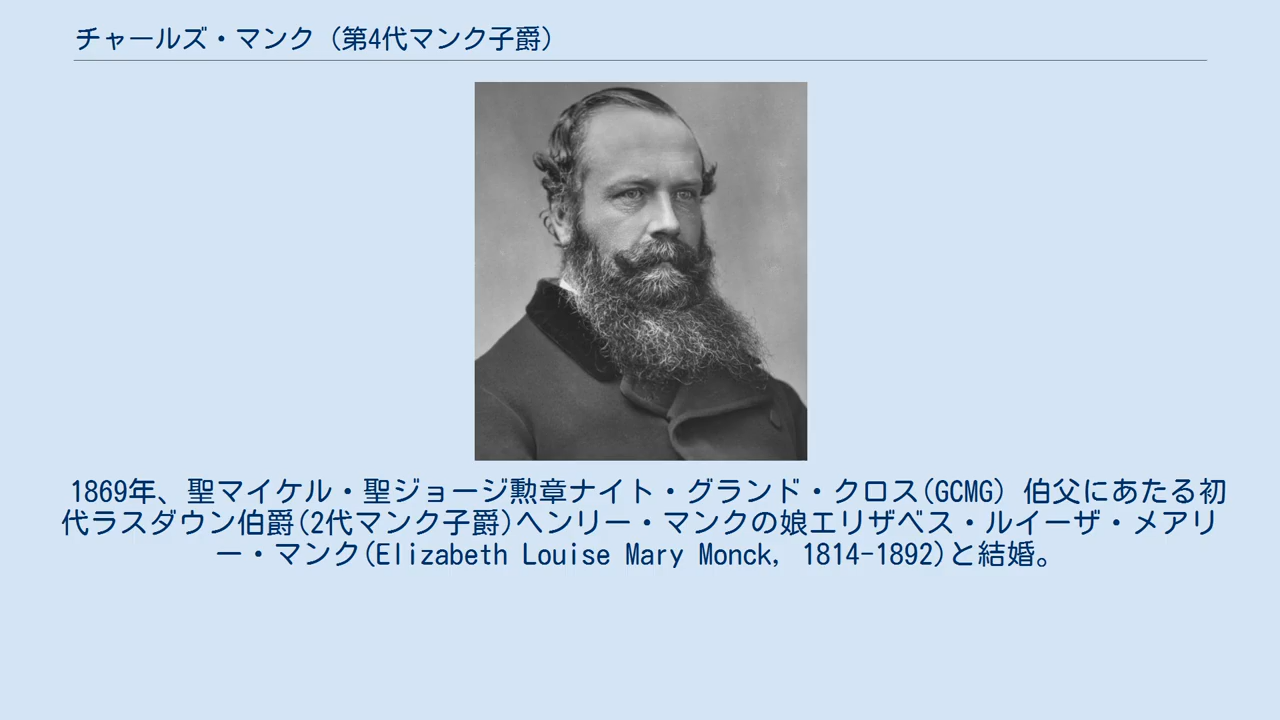 チャールズ・マンク（第4代マンク子爵）
1869年、聖マイケル・聖ジョージ勲章ナイト・グランド・クロス(GCMG) 伯父にあたる初
代ラスダウン伯爵(2代マンク子爵)ヘンリー・マンクの娘エリザベス・ルイーザ・メアリ
ー・マンク(Elizabeth Louise Mary Monck, 1814-1892)と結婚。